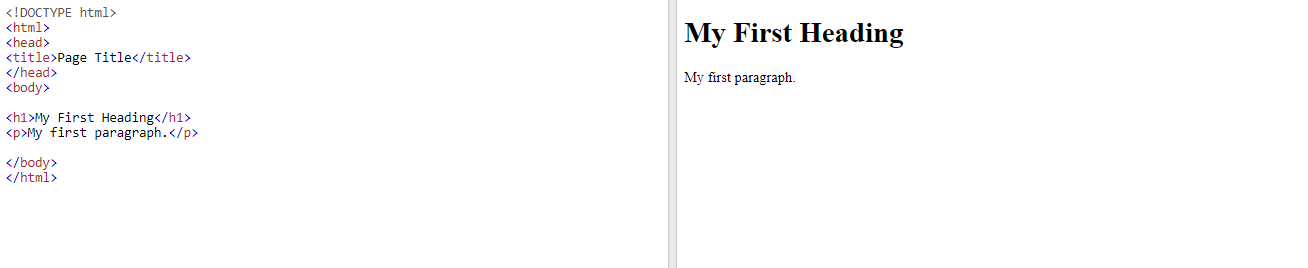 <!DOCTYPE html>
<html>
<head>
<title>Page Title</title>
</head>
<body>
<h1>My First Heading</h1>
<p>My first paragraph.</p>
</body>
</html>
My First Heading
My first paragraph.